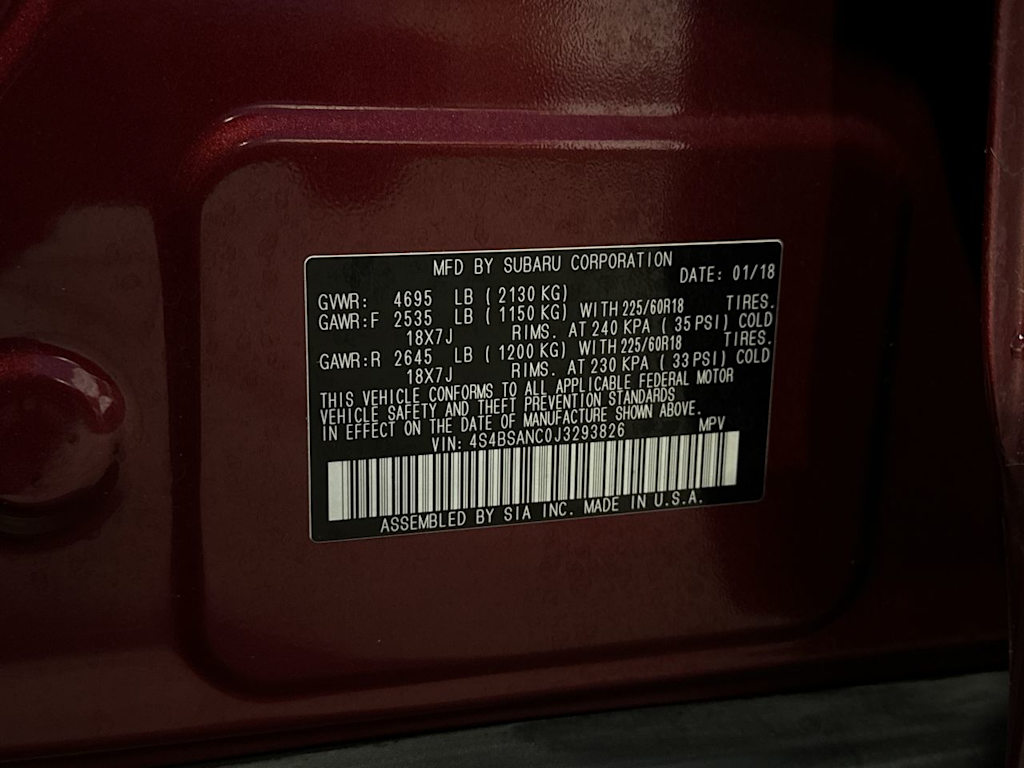 MFD BY SUBARU CORPORATION
DATE: 01/18
GVWR: 4695 LB ( 2130 KG)
GAWR:F 2535 LB ( 1150 KG) WITH 225/60R18 TIRES.
18X7J RIMS. AT 240 KPA ( 35 PSI) COLD
GAWR:R 2645 LB ( 1200 KG) WITH 225/60R18 TIRES.
18X7J RIMS. AT 230 KPA ( 33 PSI) COLD
THIS VEHICLE CONFORMS TO ALL APPLICABLE FEDERAL MOTOR
VEHICLE SAFETY AND THEFT PREVENTION STANDARDS
IN EFFECT ON THE DATE OF MANUFACTURE SHOWN ABOVE.
VIN: 4S4BSANC0J3293826 MPV
ASSEMBLED BY SIA INC. MADE IN U.S.A.